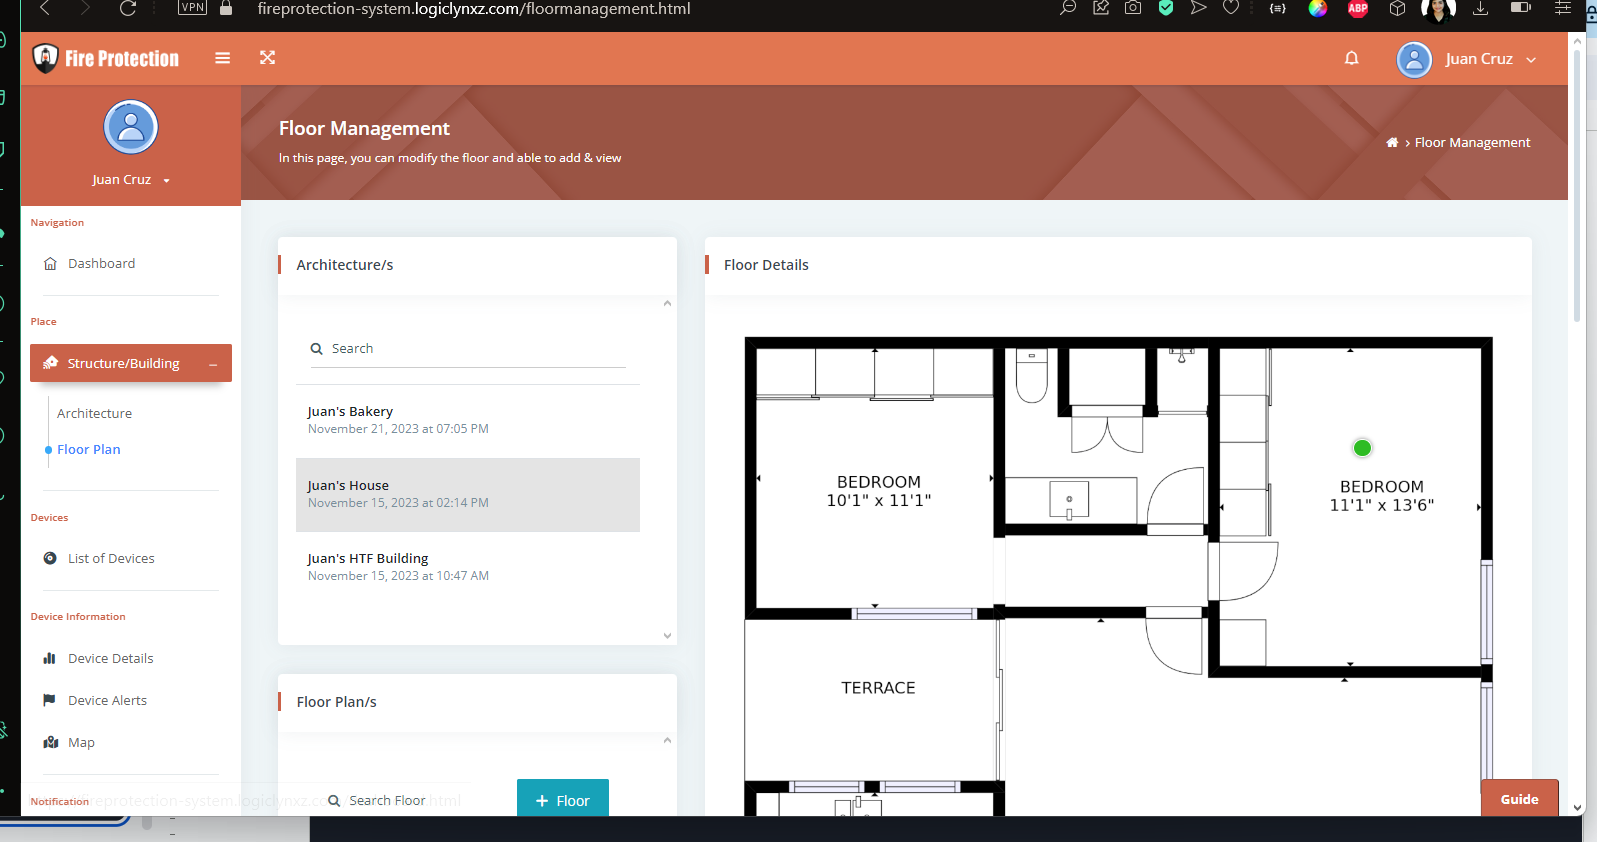 VPN
fireprotection-system.logiclynxz.com/floormanagement.html
{=}
ABP
Fire Protection
Juan Cruz
Juan Cruz
Floor Management
In this page, you can modify the floor and able to add & view
> Floor Management
Navigation
Dashboard
Place
Structure/Building
Architecture
Floor Plan
Devices
List of Devices
Device Information
Device Details
Device Alerts
Map
Notification
Architecture/s
Search
Juan's Bakery
November 21, 2023 at 07:05 PM
Juan's House
November 15, 2023 at 02:14 PM
Juan's HTF Building
November 15, 2023 at 10:47 AM
Floor Plan/s
Search Floor
+ Floor
Floor Details
BEDROOM
10'1" x 11'1"
BEDROOM
11'1" x 13'6"
TERRACE
Guide